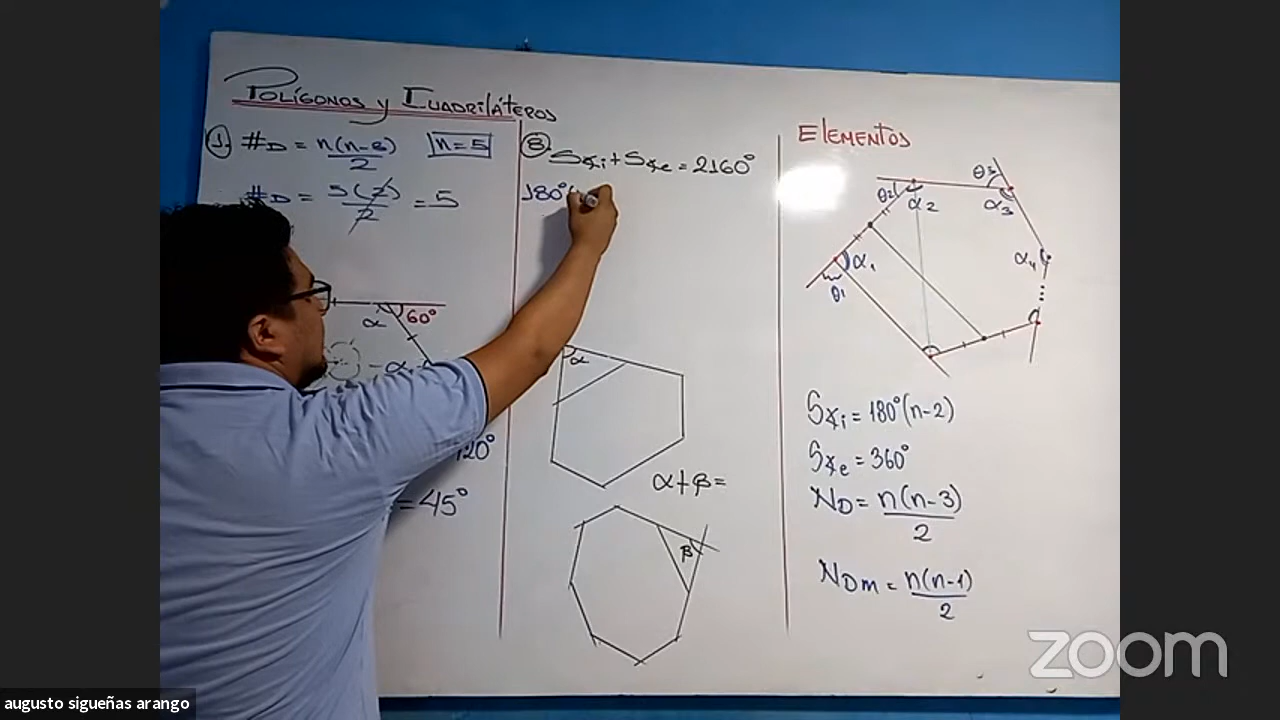 Polígonos y Cuadriláteros
1. #D = n(n-3)/2 n=5
#D = 5(2)/2 = 5
α 60°
- α
120°
= 45°
3. S∡i + S∡e = 2160°
180°(
α
α+β=
β
Elementos
θ3
θ2 α2 α3
α1 α4
θ1
S∡i = 180°(n-2)
S∡e = 360°
ND = n(n-3)/2
NDm = n(n-1)/2
zoom
augusto sigueñas arango